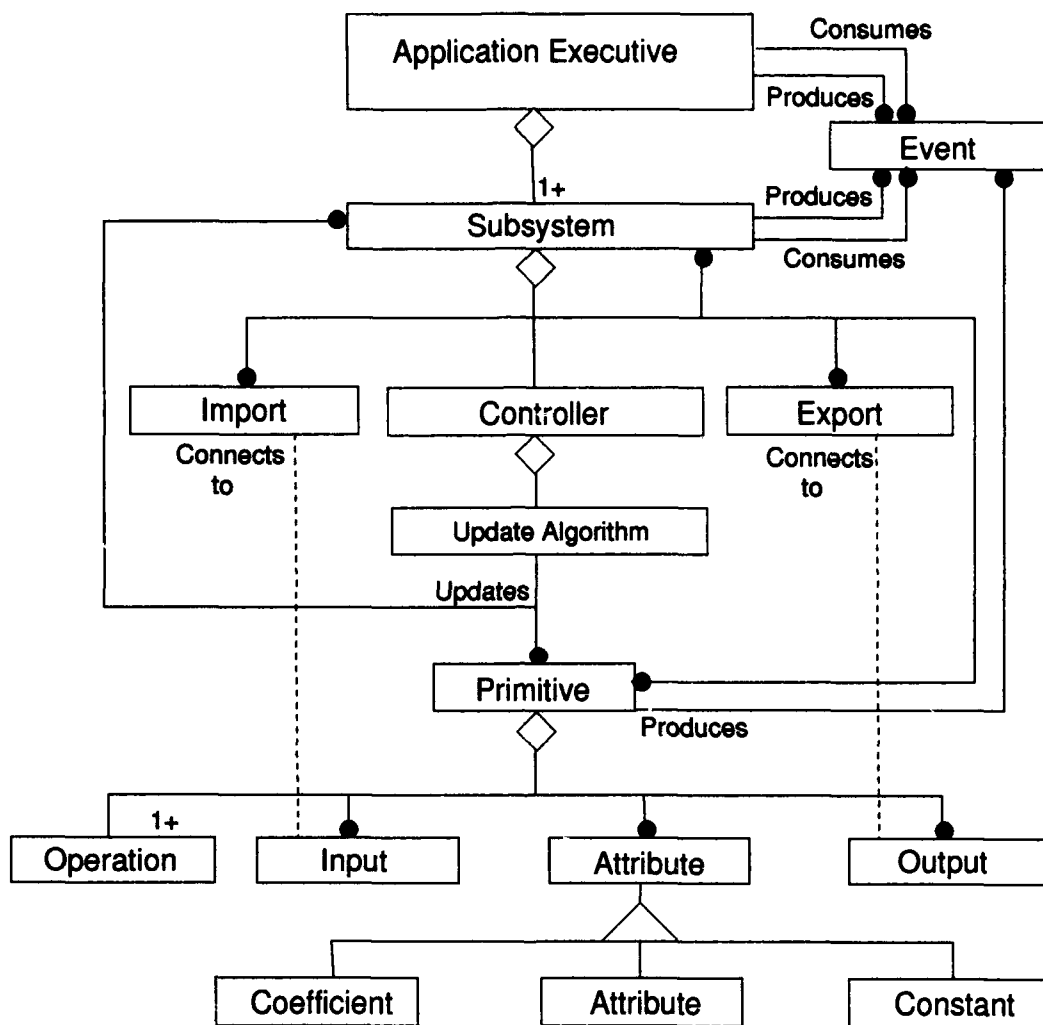 Application Executive
Consumes
Produces
Event
1+
Produces
Subsystem
Consumes
Import
Controller
Export
Connects
to
Connects
to
Update Algorithm
Updates
Primitive
Produces
1+
Operation
Input
Attribute
Output
Coefficient
Attribute
Constant